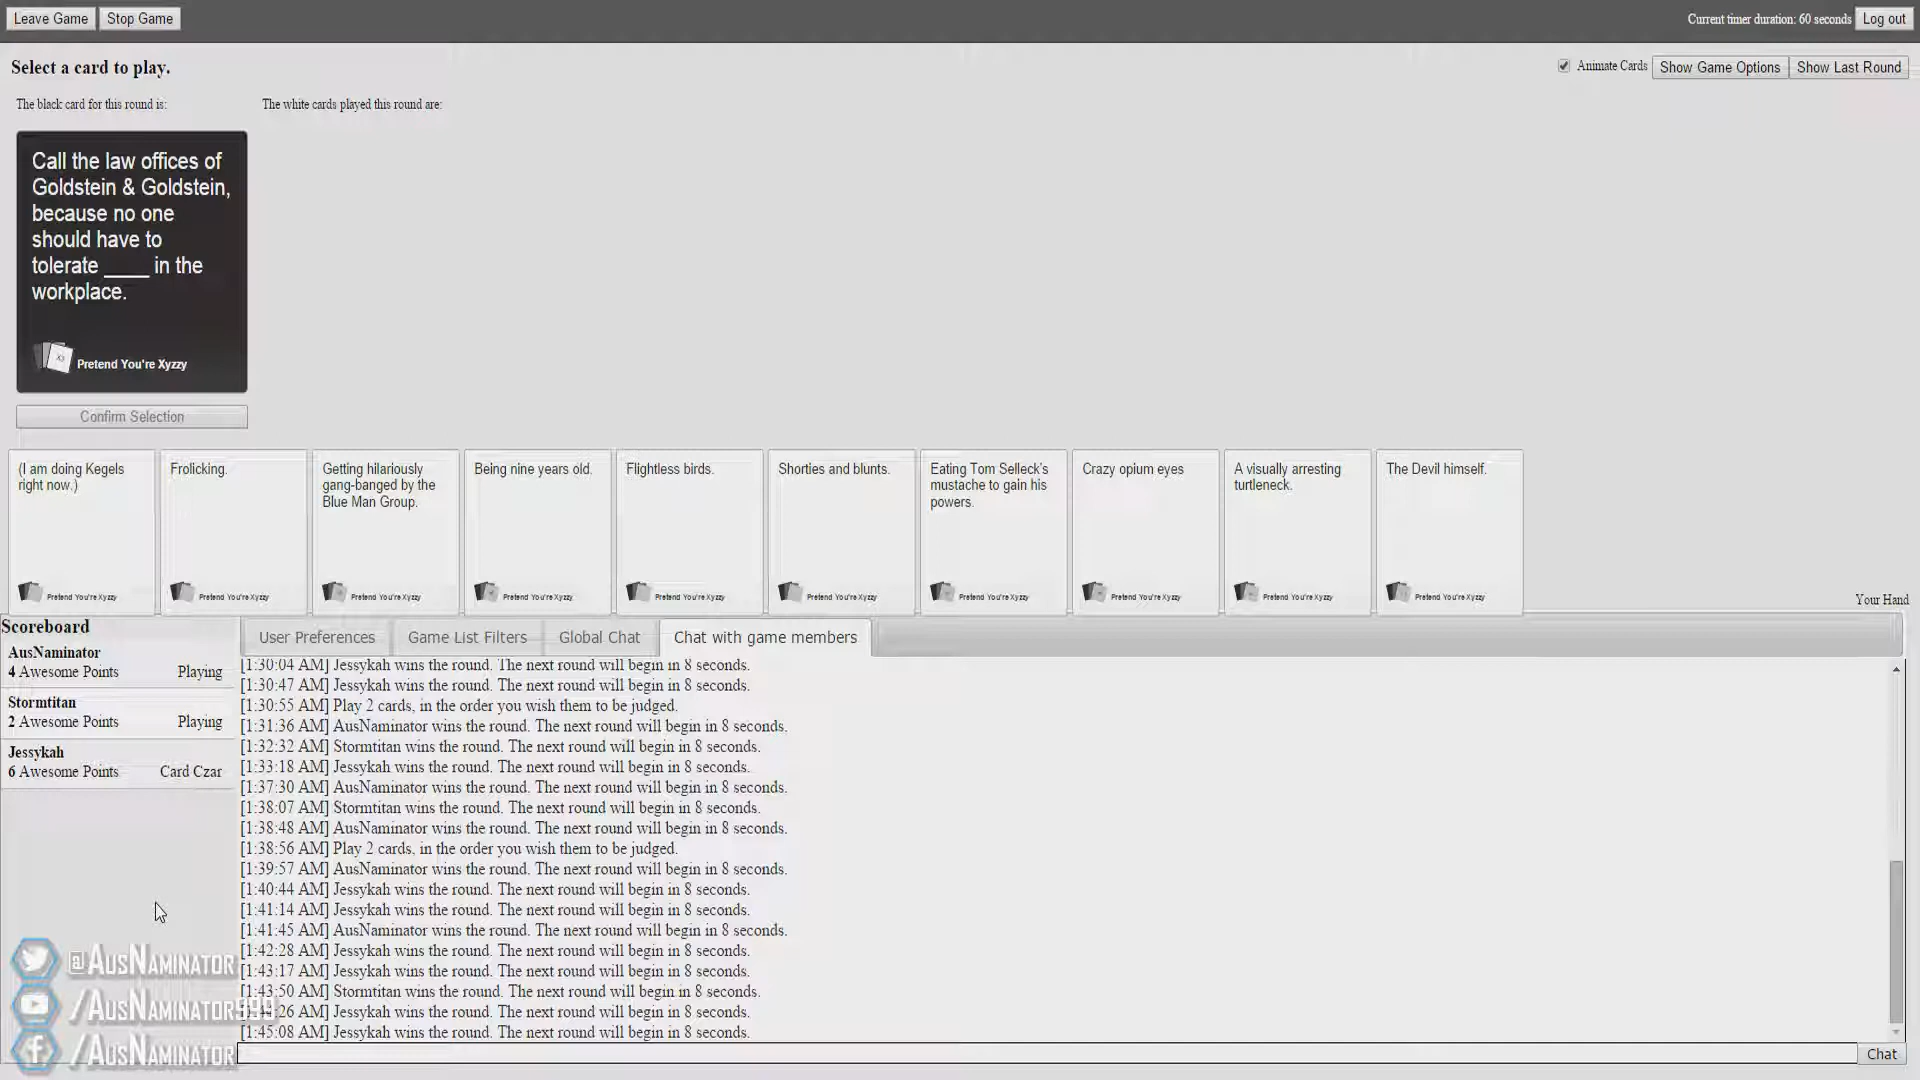 Leave Game
Stop Game
Current timer duration: 60 seconds
Log out
Select a card to play.
Animate Cards
Show Game Options
Show Last Round
The black card for this round is:
The white cards played this round are:
Call the law offices of
Goldstein & Goldstein,
because no one
should have to
tolerate ____ in the
workplace.
X3
Pretend You're Xyzzy
Confirm Selection
(I am doing Kegels
right now.)
Pretend You're Xyzzy
Frolicking.
Pretend You're Xyzzy
Getting hilariously
gang-banged by the
Blue Man Group.
Pretend You're Xyzzy
Being nine years old.
Pretend You're Xyzzy
Flightless birds.
Pretend You're Xyzzy
Shorties and blunts.
Pretend You're Xyzzy
Eating Tom Selleck's
mustache to gain his
powers.
Pretend You're Xyzzy
Crazy opium eyes
Pretend You're Xyzzy
A visually arresting
turtleneck.
Pretend You're Xyzzy
The Devil himself.
Pretend You're Xyzzy
Your Hand
Scoreboard
AusNaminator
4 Awesome Points Playing
Stormtitan
2 Awesome Points Playing
Jessykah
6 Awesome Points Card Czar
User Preferences
Game List Filters
Global Chat
Chat with game members
[1:30:04 AM] Jessykah wins the round. The next round will begin in 8 seconds.
[1:30:47 AM] Jessykah wins the round. The next round will begin in 8 seconds.
[1:30:55 AM] Play 2 cards, in the order you wish them to be judged.
[1:31:36 AM] AusNaminator wins the round. The next round will begin in 8 seconds.
[1:32:32 AM] Stormtitan wins the round. The next round will begin in 8 seconds.
[1:33:18 AM] Jessykah wins the round. The next round will begin in 8 seconds.
[1:37:30 AM] AusNaminator wins the round. The next round will begin in 8 seconds.
[1:38:07 AM] Stormtitan wins the round. The next round will begin in 8 seconds.
[1:38:48 AM] AusNaminator wins the round. The next round will begin in 8 seconds.
[1:38:56 AM] Play 2 cards, in the order you wish them to be judged.
[1:39:57 AM] AusNaminator wins the round. The next round will begin in 8 seconds.
[1:40:44 AM] Jessykah wins the round. The next round will begin in 8 seconds.
[1:41:14 AM] Jessykah wins the round. The next round will begin in 8 seconds.
[1:41:45 AM] AusNaminator wins the round. The next round will begin in 8 seconds.
[1:42:28 AM] Jessykah wins the round. The next round will begin in 8 seconds.
[1:43:17 AM] Jessykah wins the round. The next round will begin in 8 seconds.
[1:43:50 AM] Stormtitan wins the round. The next round will begin in 8 seconds.
:26 AM] Jessykah wins the round. The next round will begin in 8 seconds.
[1:45:08 AM] Jessykah wins the round. The next round will begin in 8 seconds.
@AusNaminator
/AusNaminator999
/AusNaminator
Chat